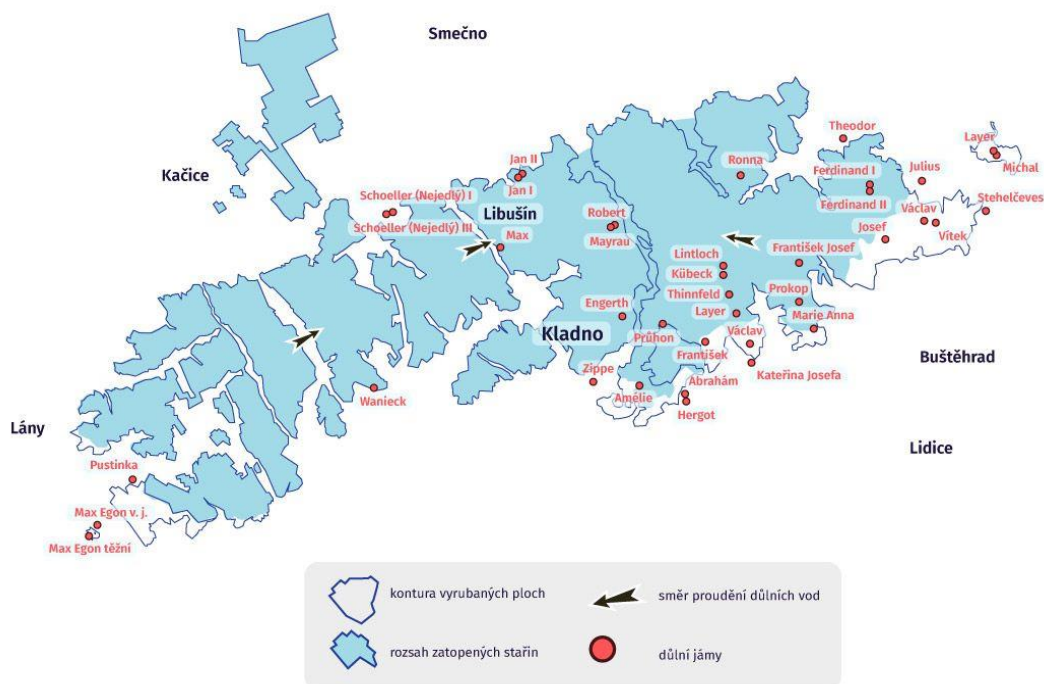 Smečno
Theodor
Layer
Michal
Kačice
Jan II
Jan I
Ronna
Ferdinand I
Ferdinand II
Julius
Schoeller (Nejedlý) I
Schoeller (Nejedlý) III
Libušín
Max
Robert
Mayrau
Stehelčeves
Václav
Vítek
Josef
František Josef
Lintloch
Kübeck
Thinnfeld
Layer
Prokop
Marie Anna
Engerth
Kladno
Průhon
František
Václav
Kateřina Josefa
Buštěhrad
Zippe
Amélie
Abrahám
Hergot
Wanieck
Lány
Lidice
Pustinka
Max Egon v. j.
Max Egon těžní
kontura vyrubaných ploch
směr proudění důlních vod
rozsah zatopených stařin
důlní jámy